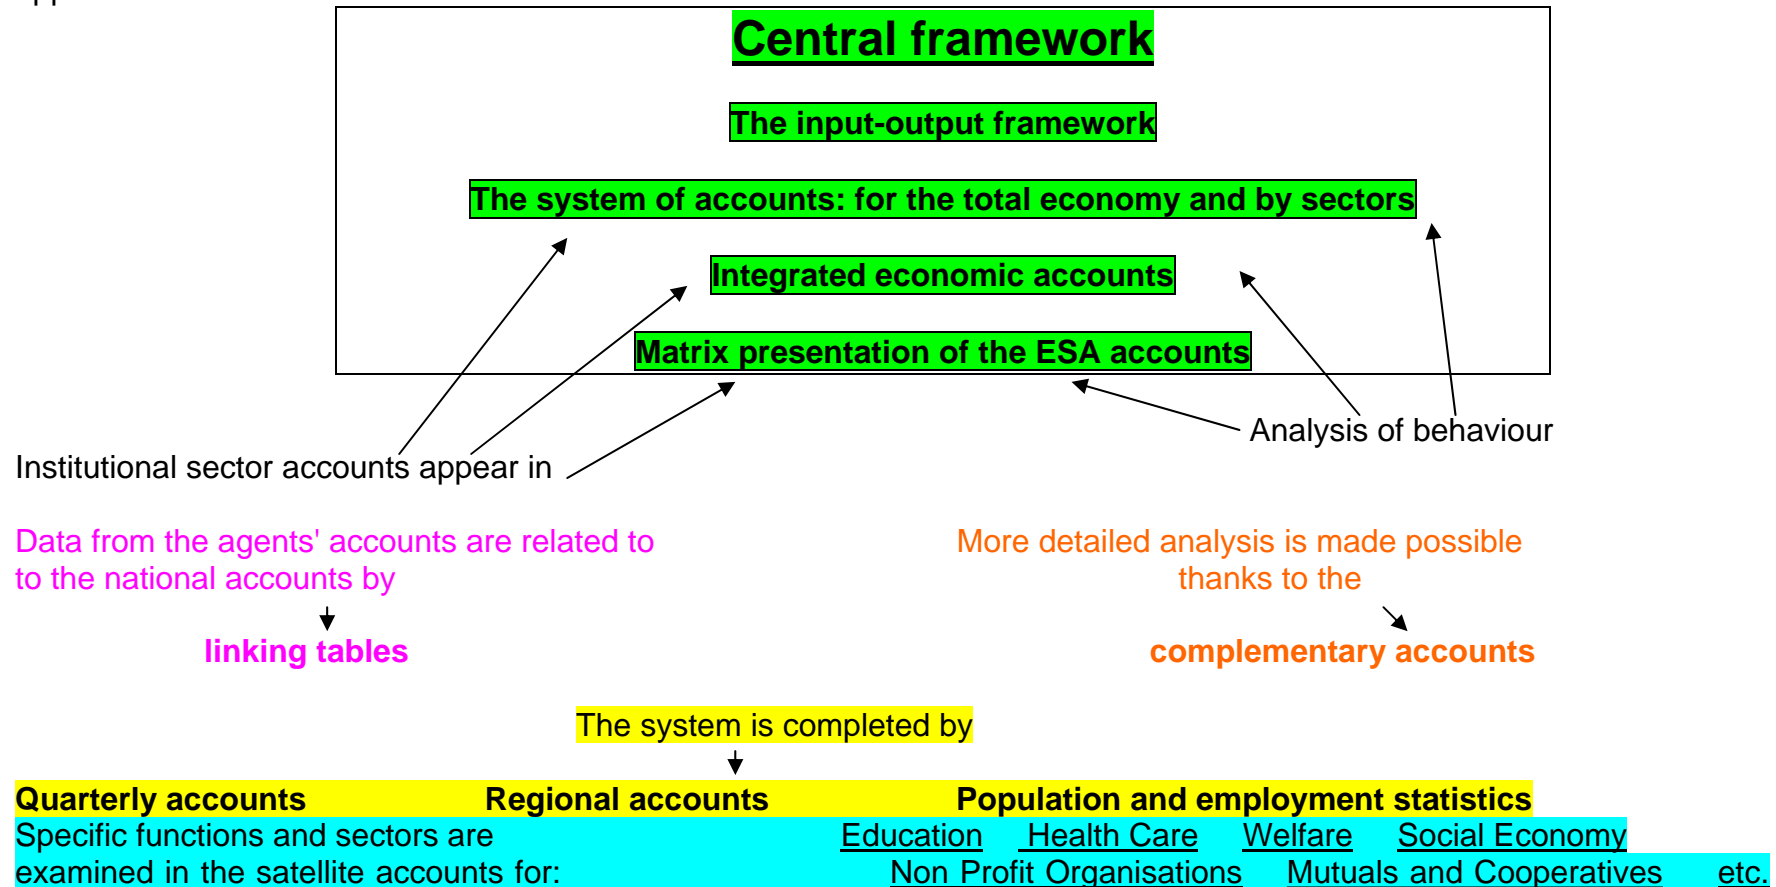 Central framework
The input-output framework
The system of accounts: for the total economy and by sectors
Integrated economic accounts
Matrix presentation of the ESA accounts
Analysis of behaviour
Institutional sector accounts appear in
Data from the agents' accounts are related to
to the national accounts by
More detailed analysis is made possible
thanks to the
linking tables
complementary accounts
The system is completed by
Quarterly accounts Regional accounts Population and employment statistics
Specific functions and sectors are Education Health Care Welfare Social Economy
examined in the satellite accounts for: Non Profit Organisations Mutuals and Cooperatives etc.